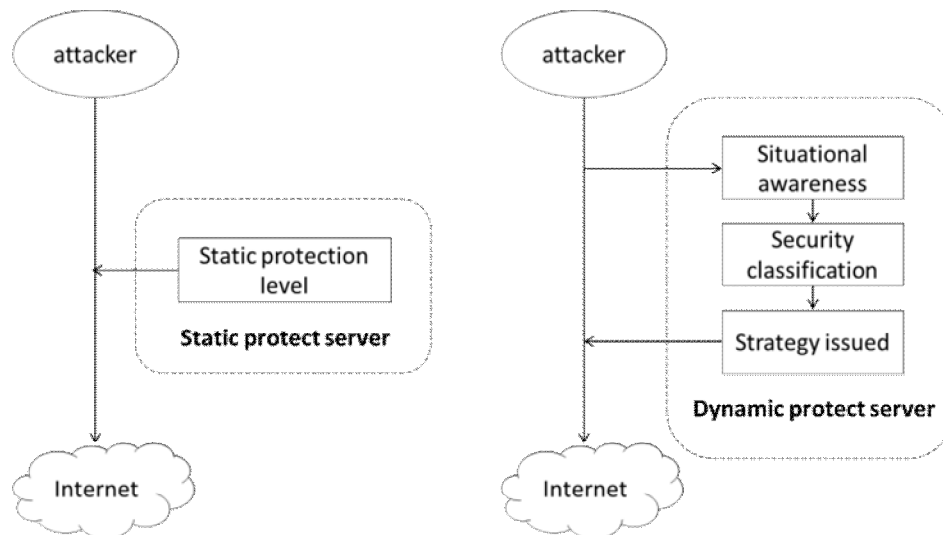 attacker
Static protection
level
Static protect server
Internet
attacker
Situational
awareness
Security
classification
Strategy issued
Dynamic protect server
Internet